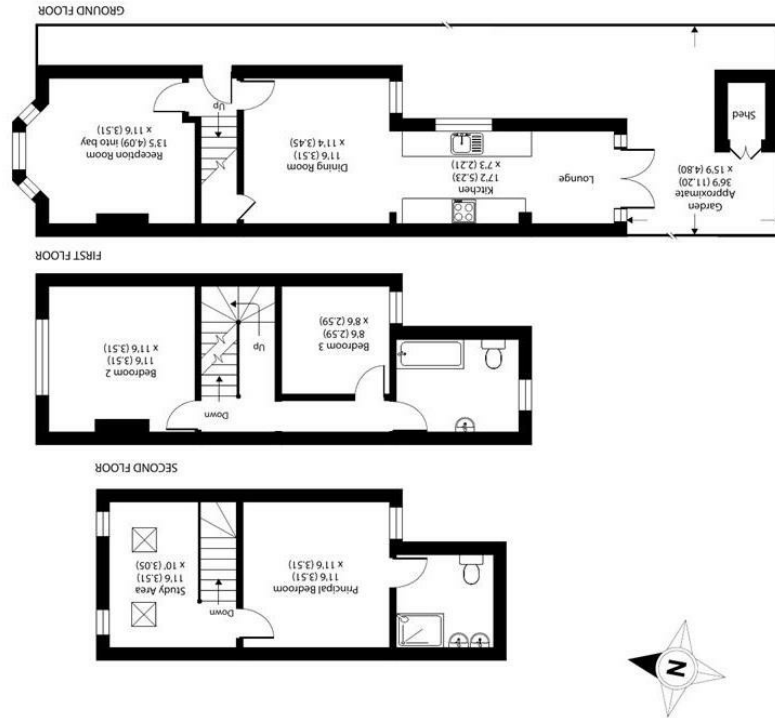 N
Principal Bedroom
11'6 (3.51)
x 11'6 (3.51)
Down
Study Area
11'6 (3.51)
x 10' (3.05)
SECOND FLOOR
Down
Up
Bedroom 3
8'6 (2.59)
x 8'6 (2.59)
Bedroom 2
11'6 (3.51)
x 11'6 (3.51)
FIRST FLOOR
Garden
Approximate
36'9 (11.20)
x 15'9 (4.80)
Shed
Lounge
Kitchen
17'2 (5.23)
x 7'3 (2.21)
Dining Room
11'6 (3.51)
x 11'4 (3.45)
Up
Reception Room
13'5 (4.09) into bay
x 11'6 (3.51)
GROUND FLOOR